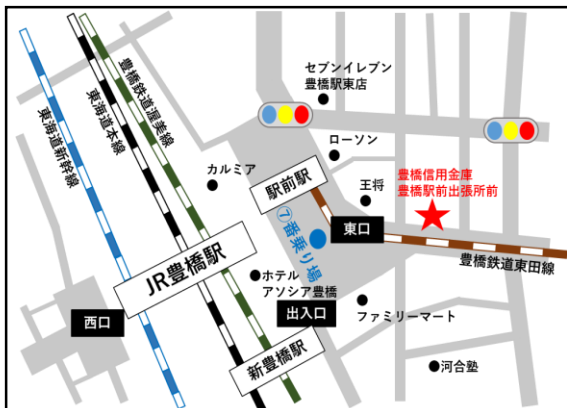 セブンイレブン
豊橋駅東店
東海道新幹線
東海道本線
豊橋鉄道渥美線
ローソン
カルミア
駅前駅
王将
豊橋信用金庫
豊橋駅前出張所前
⑦番乗り場
東口
豊橋鉄道東田線
JR豊橋駅
ホテル
アソシア豊橋
西口
出入口
ファミリーマート
新豊橋駅
河合塾